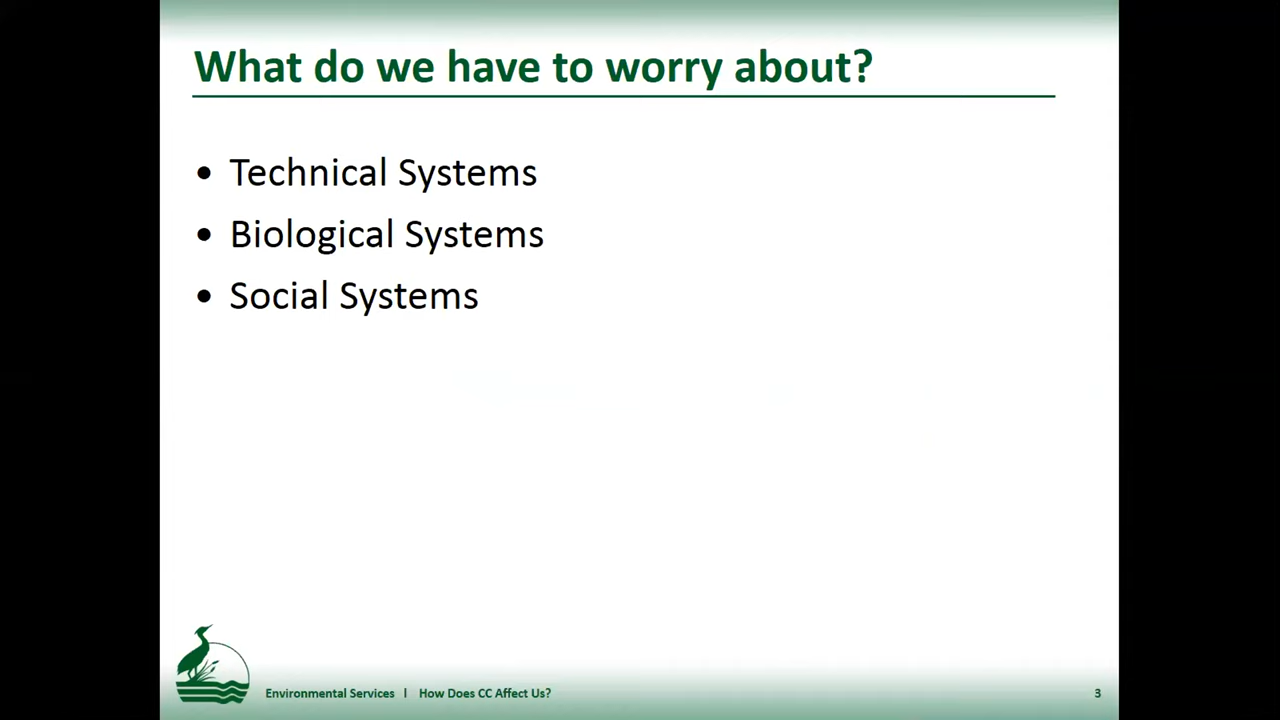 What do we have to worry about?
• Technical Systems
• Biological Systems
• Social Systems
Environmental Services | How Does CC Affect Us? 3